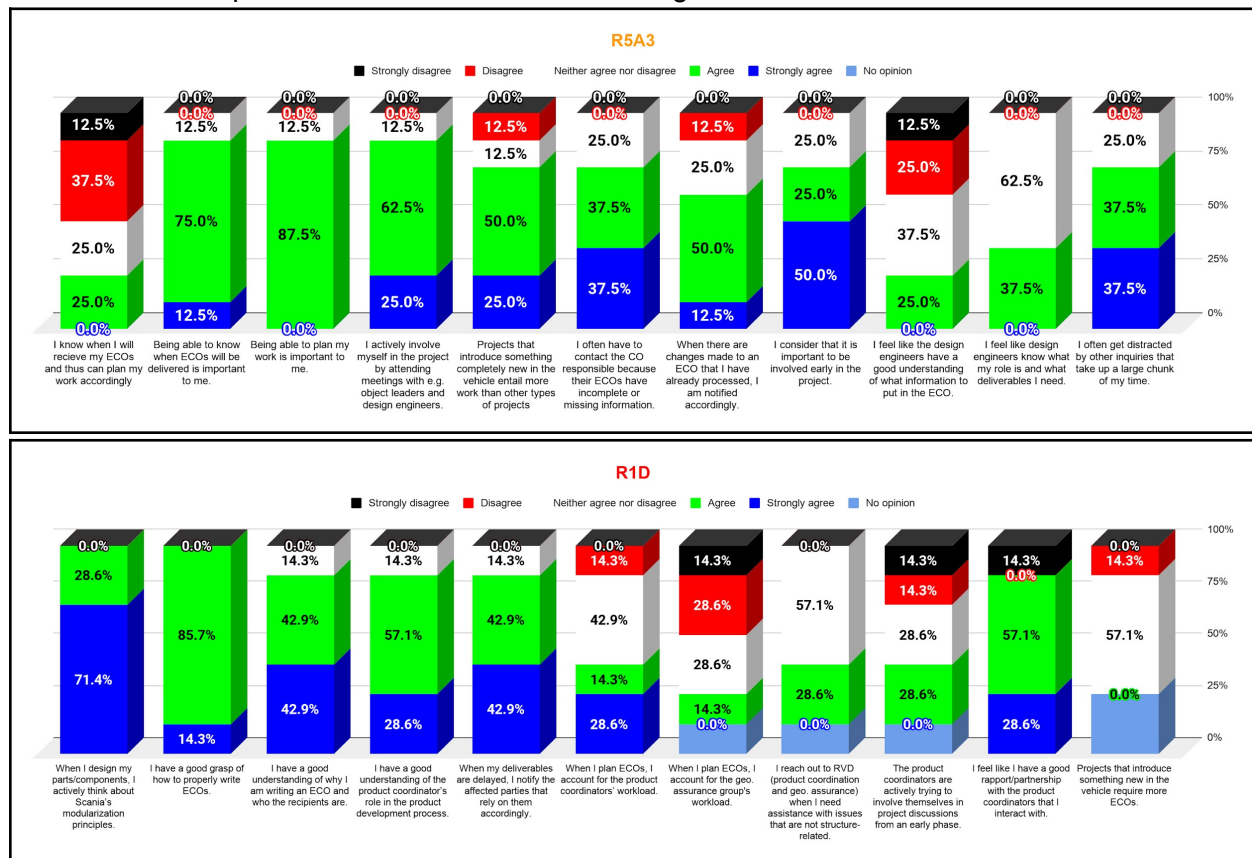 R5A3
Strongly disagree Disagree Neither agree nor disagree Agree Strongly agree No opinion
12.5%
37.5%
25.0%
25.0%
0.0%
0.0%
0.0%
12.5%
75.0%
12.5%
0.0%
0.0%
12.5%
87.5%
0.0%
0.0%
0.0%
12.5%
62.5%
25.0%
0.0%
12.5%
12.5%
50.0%
25.0%
0.0%
0.0%
25.0%
37.5%
37.5%
0.0%
12.5%
25.0%
50.0%
12.5%
0.0%
0.0%
25.0%
25.0%
50.0%
12.5%
25.0%
37.5%
25.0%
0.0%
0.0%
0.0%
62.5%
37.5%
0.0%
0.0%
0.0%
25.0%
37.5%
37.5%
100%
75%
50%
25%
0%
I know when I will
recieve my ECOs
and thus can plan my
work accordingly
Being able to know
when ECOs will be
delivered is important
to me.
Being able to plan my
work is important to
me.
I actively involve
myself in the project
by attending
meetings with e.g.
object leaders and
design engineers.
Projects that
introduce something
completely new in the
vehicle entail more
work than other types
of projects
I often have to
contact the CO
responsible because
their ECOs have
incomplete or
missing information.
When there are
changes made to an
ECO that I have
already processed, I
am notified
accordingly.
I consider that it is
important to be
involved early in the
project.
I feel like the design
engineers have a
good understanding
of what information to
put in the ECO.
I feel like design
engineers know what
my role is and what
deliverables I need.
I often get distracted
by other inquiries that
take up a large chunk
of my time.
R1D
Strongly disagree Disagree Neither agree nor disagree Agree Strongly agree No opinion
0.0%
28.6%
71.4%
0.0%
85.7%
14.3%
0.0%
14.3%
42.9%
42.9%
0.0%
14.3%
57.1%
28.6%
0.0%
14.3%
42.9%
42.9%
0.0%
14.3%
42.9%
14.3%
28.6%
14.3%
28.6%
28.6%
14.3%
0.0%
0.0%
57.1%
28.6%
0.0%
14.3%
14.3%
28.6%
28.6%
0.0%
14.3%
0.0%
57.1%
28.6%
0.0%
14.3%
57.1%
0.0%
100%
75%
50%
25%
0%
When I design my
parts/components, I
actively think about
Scania's
modularization
principles.
I have a good grasp
of how to properly write
ECOs.
I have a good
understanding of why I
am writing an ECO and
who the recipients are.
I have a good
understanding of the
product coordinator's
role in the product
development process.
When my deliverables
are delayed, I notify the
affected parties that
rely on them
accordingly.
When I plan ECOs, I
account for the product
coordinators' workload.
When I plan ECOs, I
account for the geo.
assurance group's
workload.
I reach out to RVD
(product coordination
and geo. assurance)
when I need
assistance with issues
that are not structure-
related.
The product
coordinators are
actively trying to
involve themselves in
project discussions
from an early phase.
I feel like I have a good
rapport/partnership
with the product
coordinators that I
interact with.
Projects that introduce
something new in the
vehicle require more
ECOs.